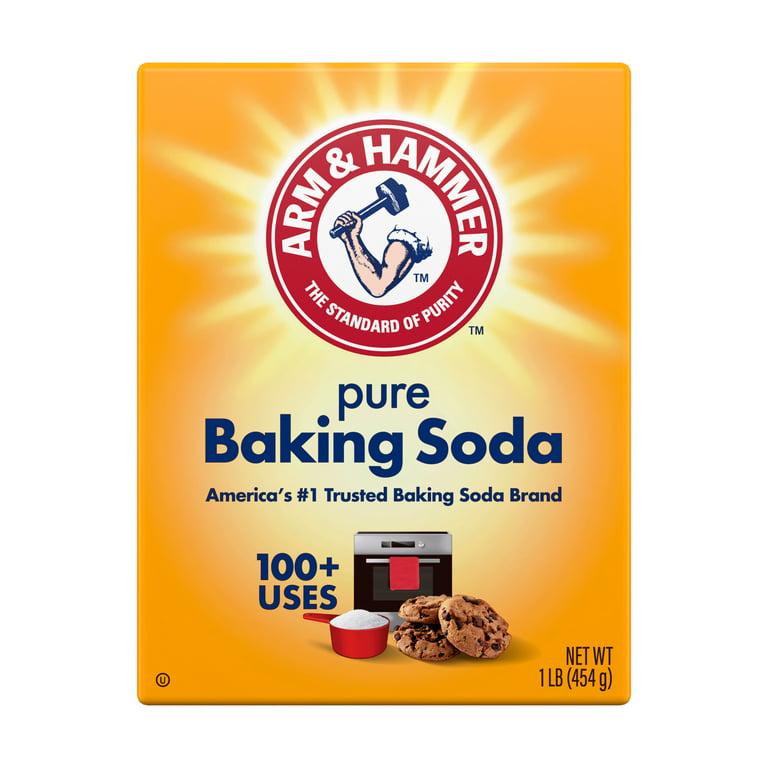 ARM & HAMMER
TM
THE STANDARD OF PURITY
TM
pure
Baking Soda
America's #1 Trusted Baking Soda Brand
100+
USES
U
NET WT
1 LB (454 g)